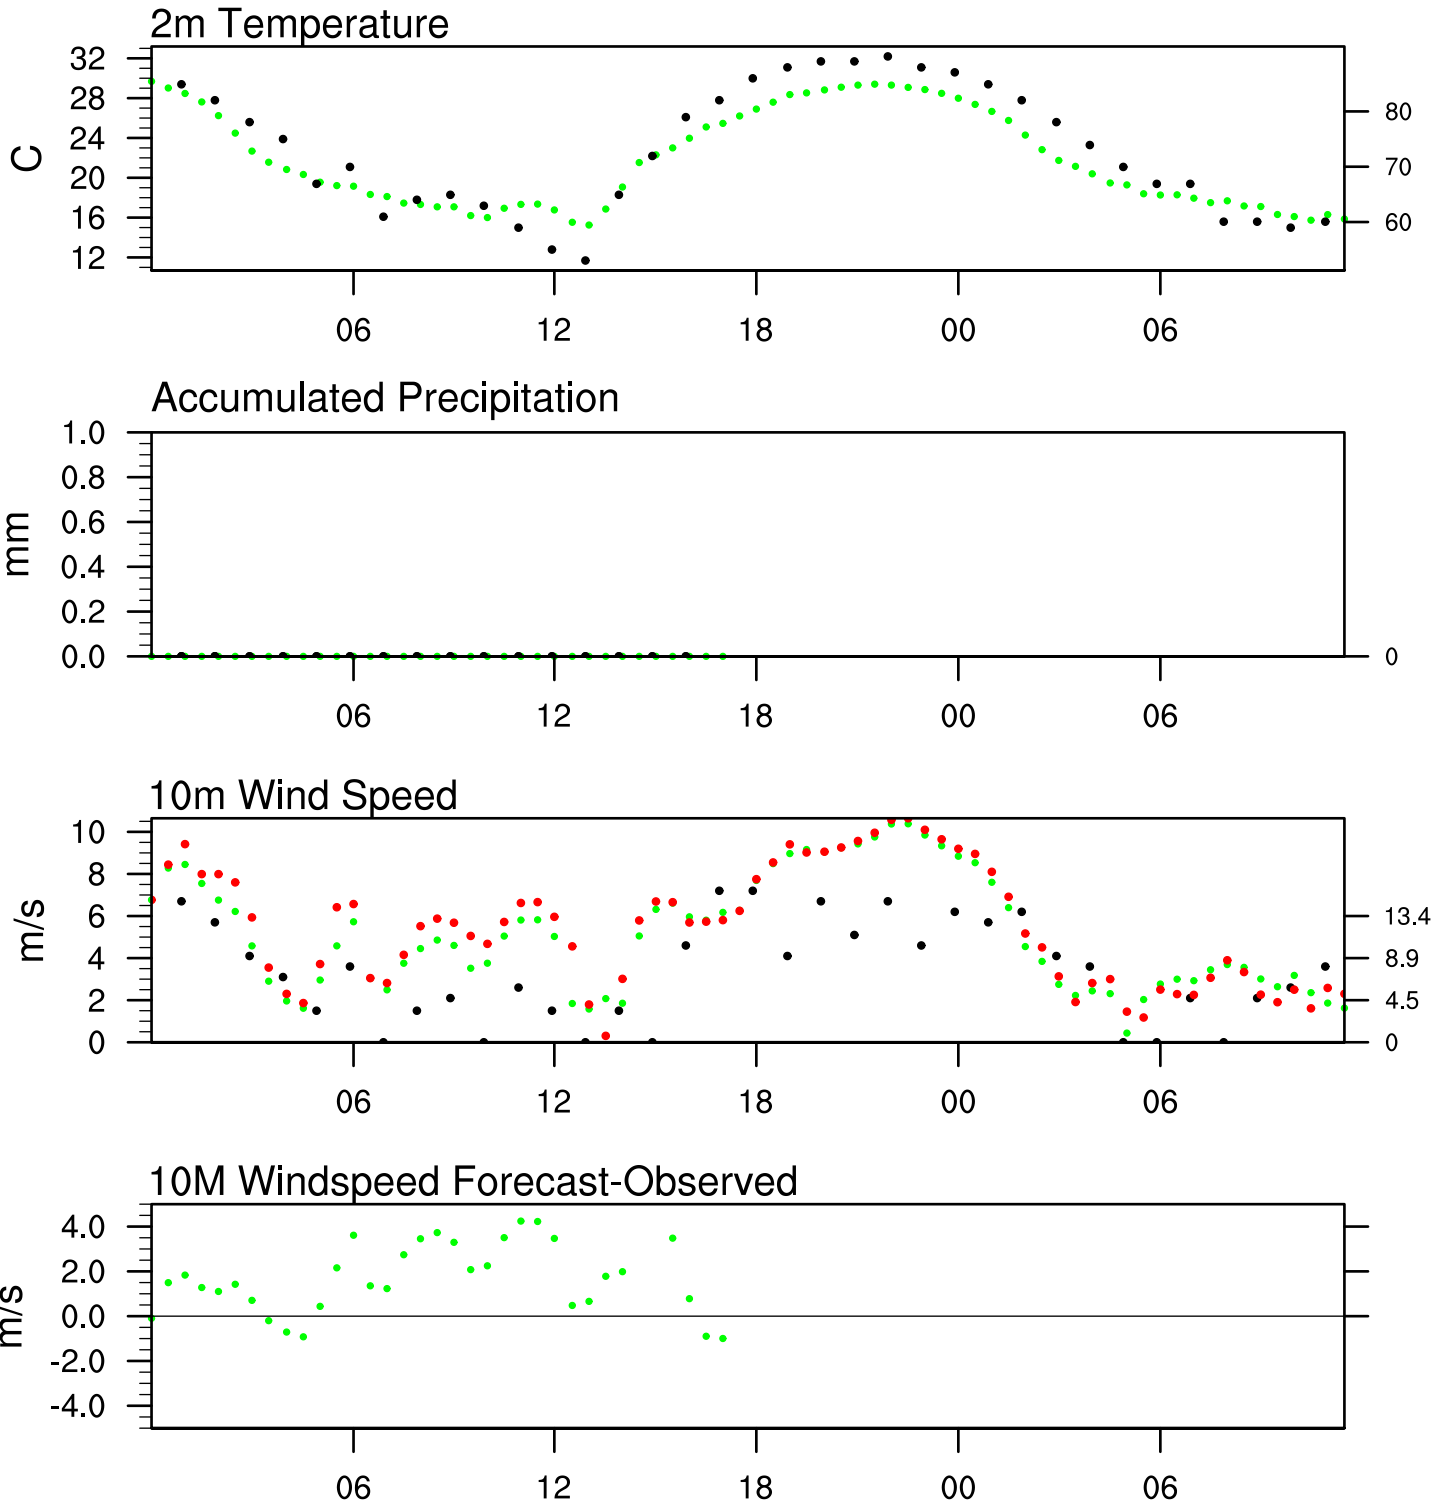 2m Temperature
32
28
24
20
16
12
C
80
70
60
06 12 18 00 06
Accumulated Precipitation
1.0
0.8
0.6
0.4
0.2
0.0
mm
0
06 12 18 00 06
10m Wind Speed
10
8
6
4
2
0
m/s
13.4
8.9
4.5
0
06 12 18 00 06
10M Windspeed Forecast-Observed
4.0
2.0
0.0
-2.0
-4.0
m/s
06 12 18 00 06